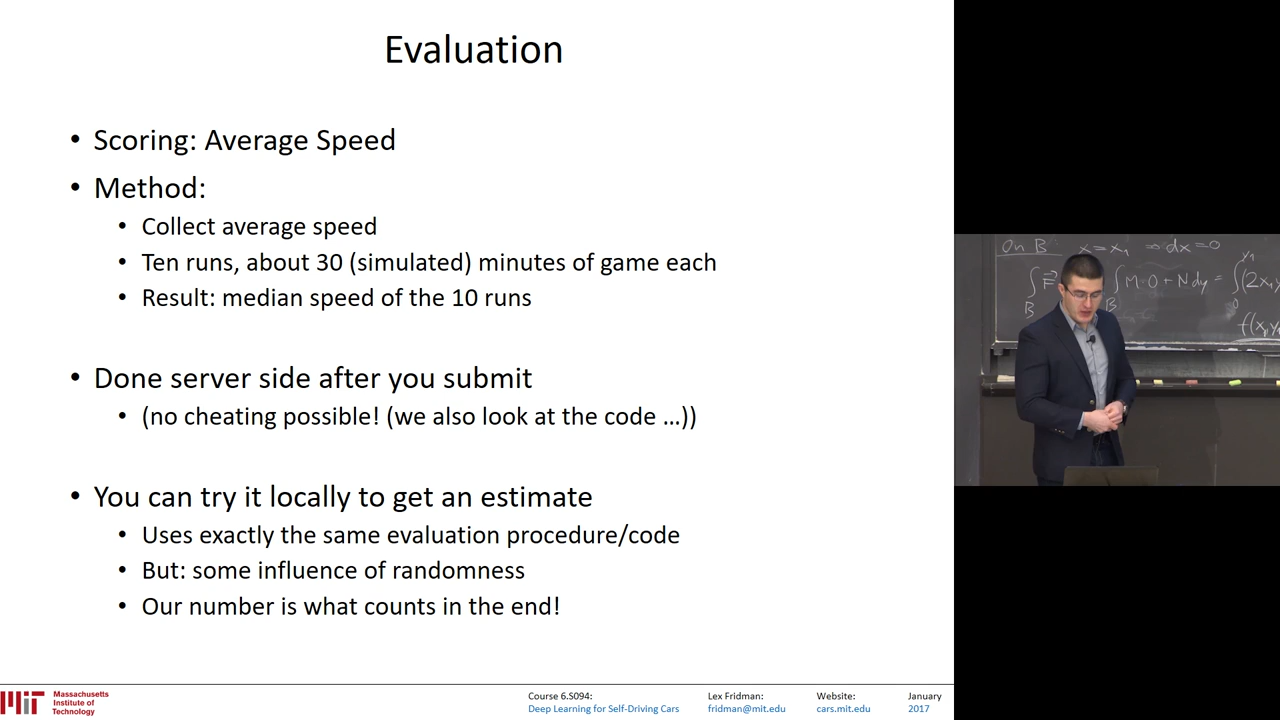 Evaluation
• Scoring: Average Speed
• Method:
• Collect average speed
• Ten runs, about 30 (simulated) minutes of game each
• Result: median speed of the 10 runs
• Done server side after you submit
• (no cheating possible! (we also look at the code ...))
• You can try it locally to get an estimate
• Uses exactly the same evaluation procedure/code
• But: some influence of randomness
• Our number is what counts in the end!
On B x = x₁ ⇒ dx = 0
B
Massachusetts
Institute of
Technology
Course 6.S094:
Deep Learning for Self-Driving Cars
Lex Fridman:
fridman@mit.edu
Website:
cars.mit.edu
January
2017